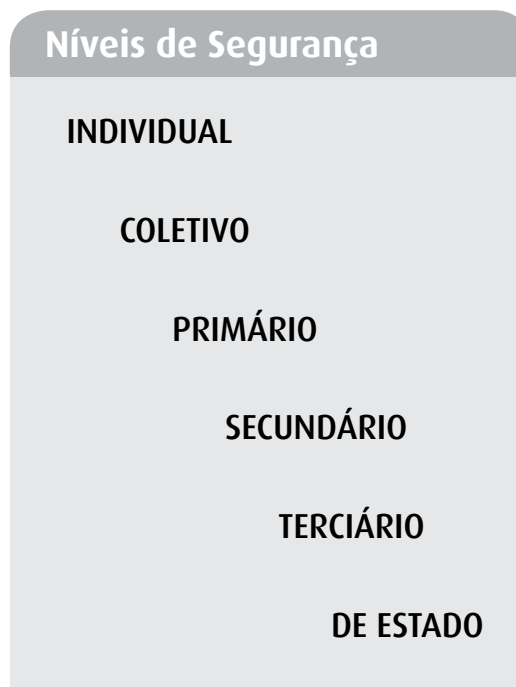 Níveis de Segurança
INDIVIDUAL
COLETIVO
PRIMÁRIO
SECUNDÁRIO
TERCIÁRIO
DE ESTADO